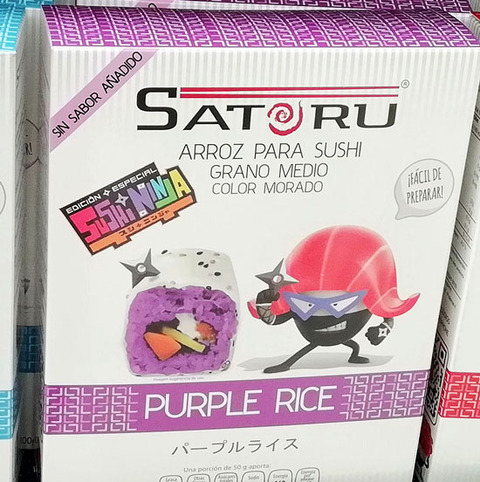 SIN SABOR AÑADIDO
SATORU®
ARROZ PARA SUSHI
GRANO MEDIO
COLOR MORADO
¡FÁCIL DE
PREPARAR!
EDICIÓN ESPECIAL
SUSHI NINJA
PURPLE RICE
パープルライス
Una porción de 50 g aporta: